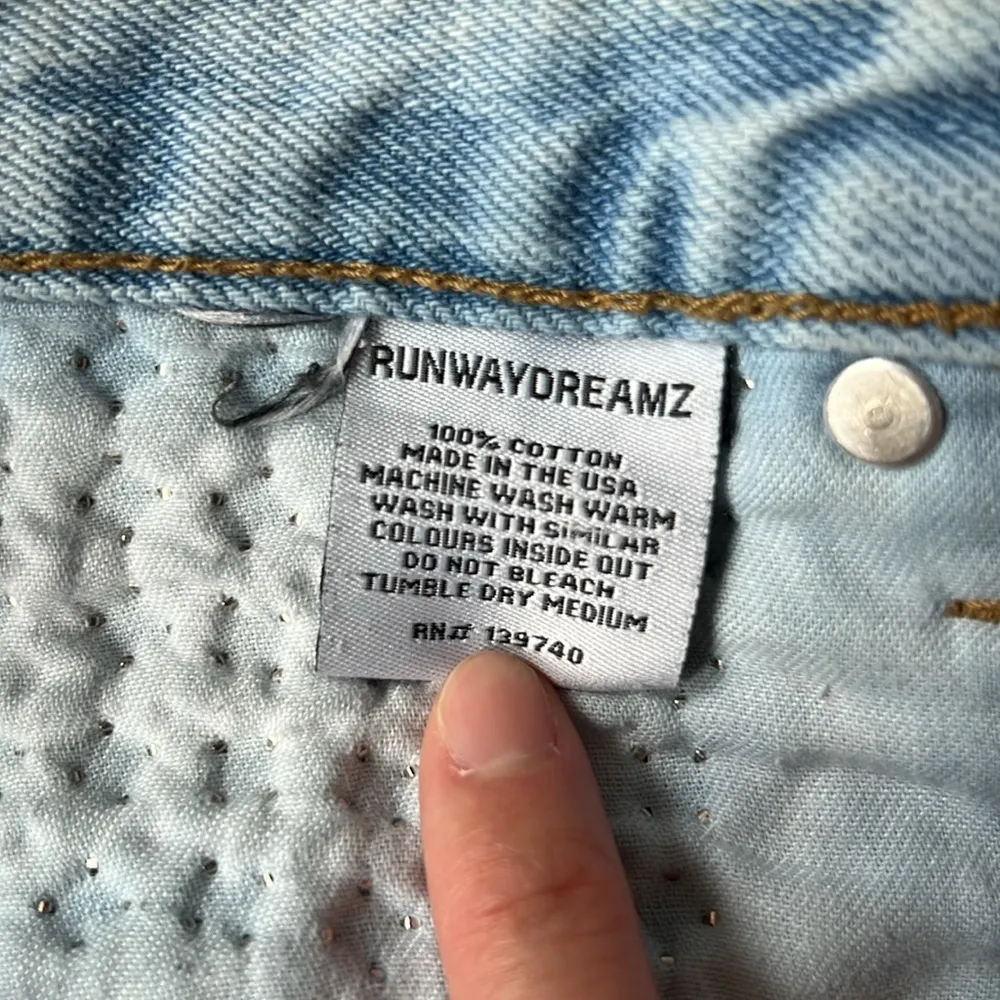 RUNWAYDREAMZ
100% COTTON
MADE IN THE USA
MACHINE WASH WARM
WASH WITH SIMILAR
COLOURS INSIDE OUT
DO NOT BLEACH
TUMBLE DRY MEDIUM
RN# 139740